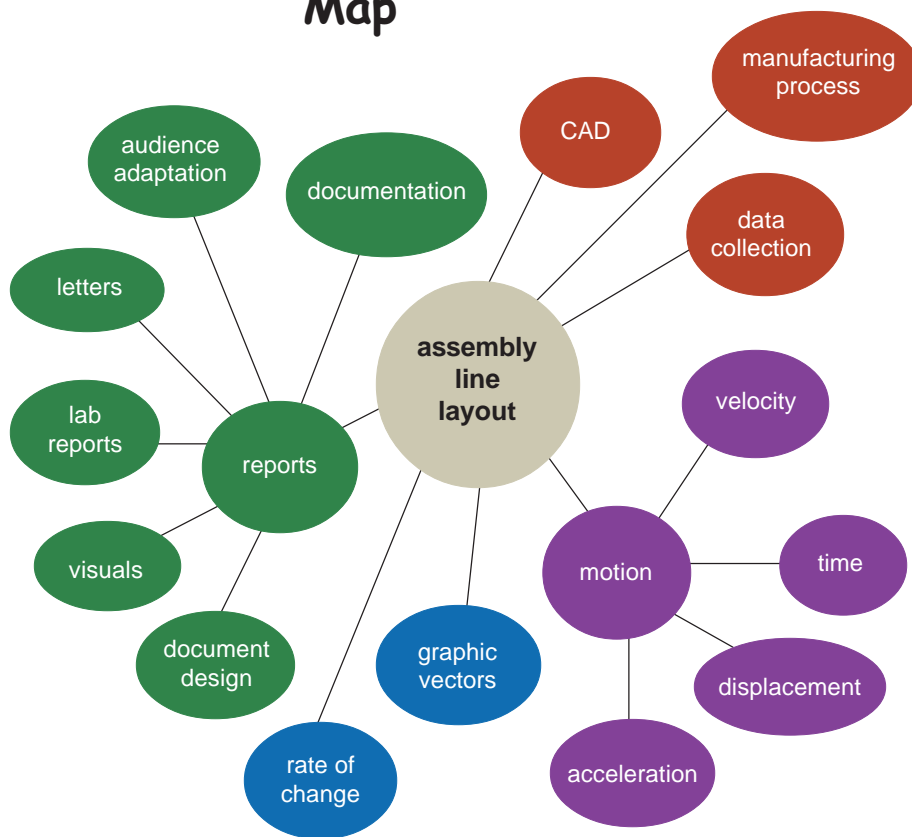 Map
manufacturing
process
CAD
audience
adaptation
documentation
data
collection
letters
assembly
line
layout
velocity
lab
reports
reports
motion
time
visuals
document
design
graphic
vectors
displacement
rate of
change
acceleration